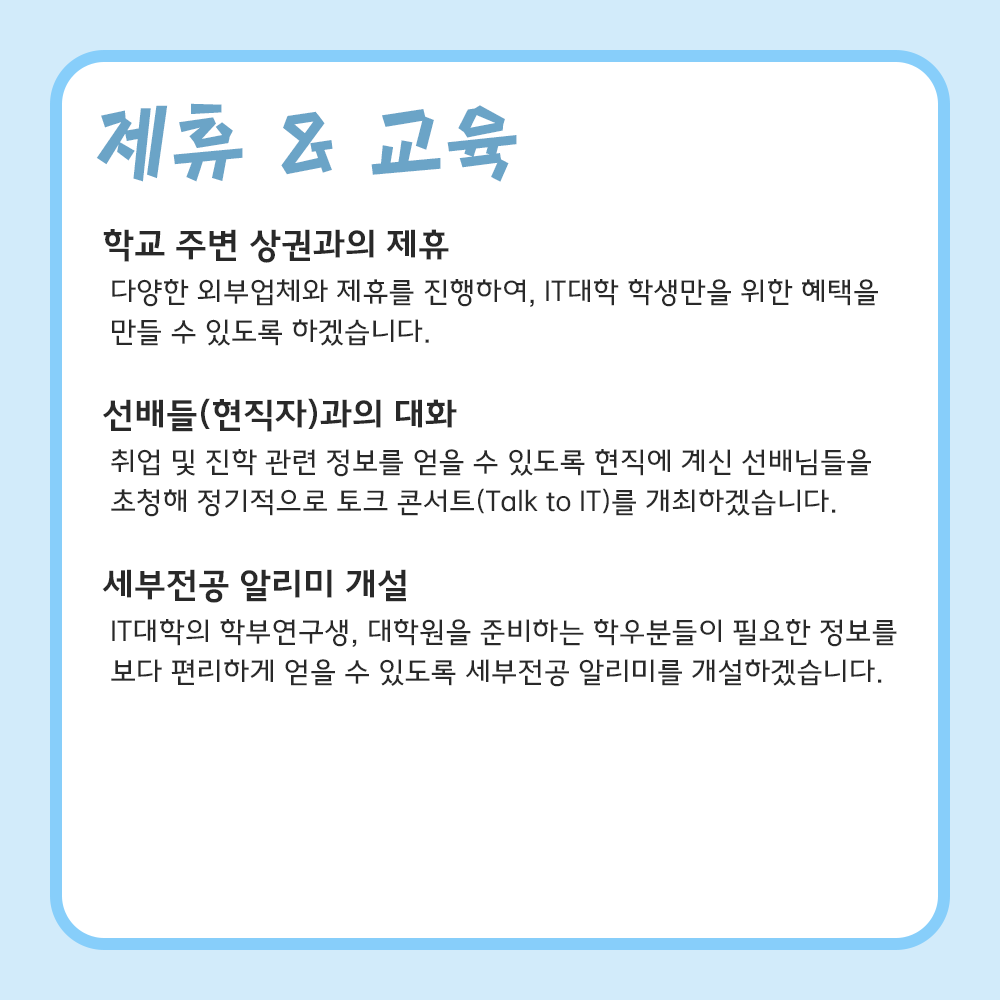 제휴 & 교육
학교 주변 상권과의 제휴
다양한 외부업체와 제휴를 진행하여, IT대학 학생만을 위한 혜택을
만들 수 있도록 하겠습니다.
선배들(현직자)과의 대화
취업 및 진학 관련 정보를 얻을 수 있도록 현직에 계신 선배님들을
초청해 정기적으로 토크 콘서트(Talk to IT)를 개최하겠습니다.
세부전공 알리미 개설
IT대학의 학부연구생, 대학원을 준비하는 학우분들이 필요한 정보를
보다 편리하게 얻을 수 있도록 세부전공 알리미를 개설하겠습니다.